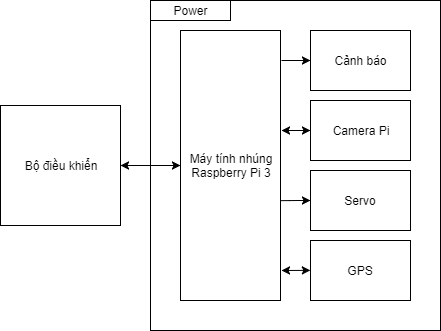 Power
Bộ điều khiển
Máy tính nhúng
Raspberry Pi 3
Cảnh báo
Camera Pi
Servo
GPS